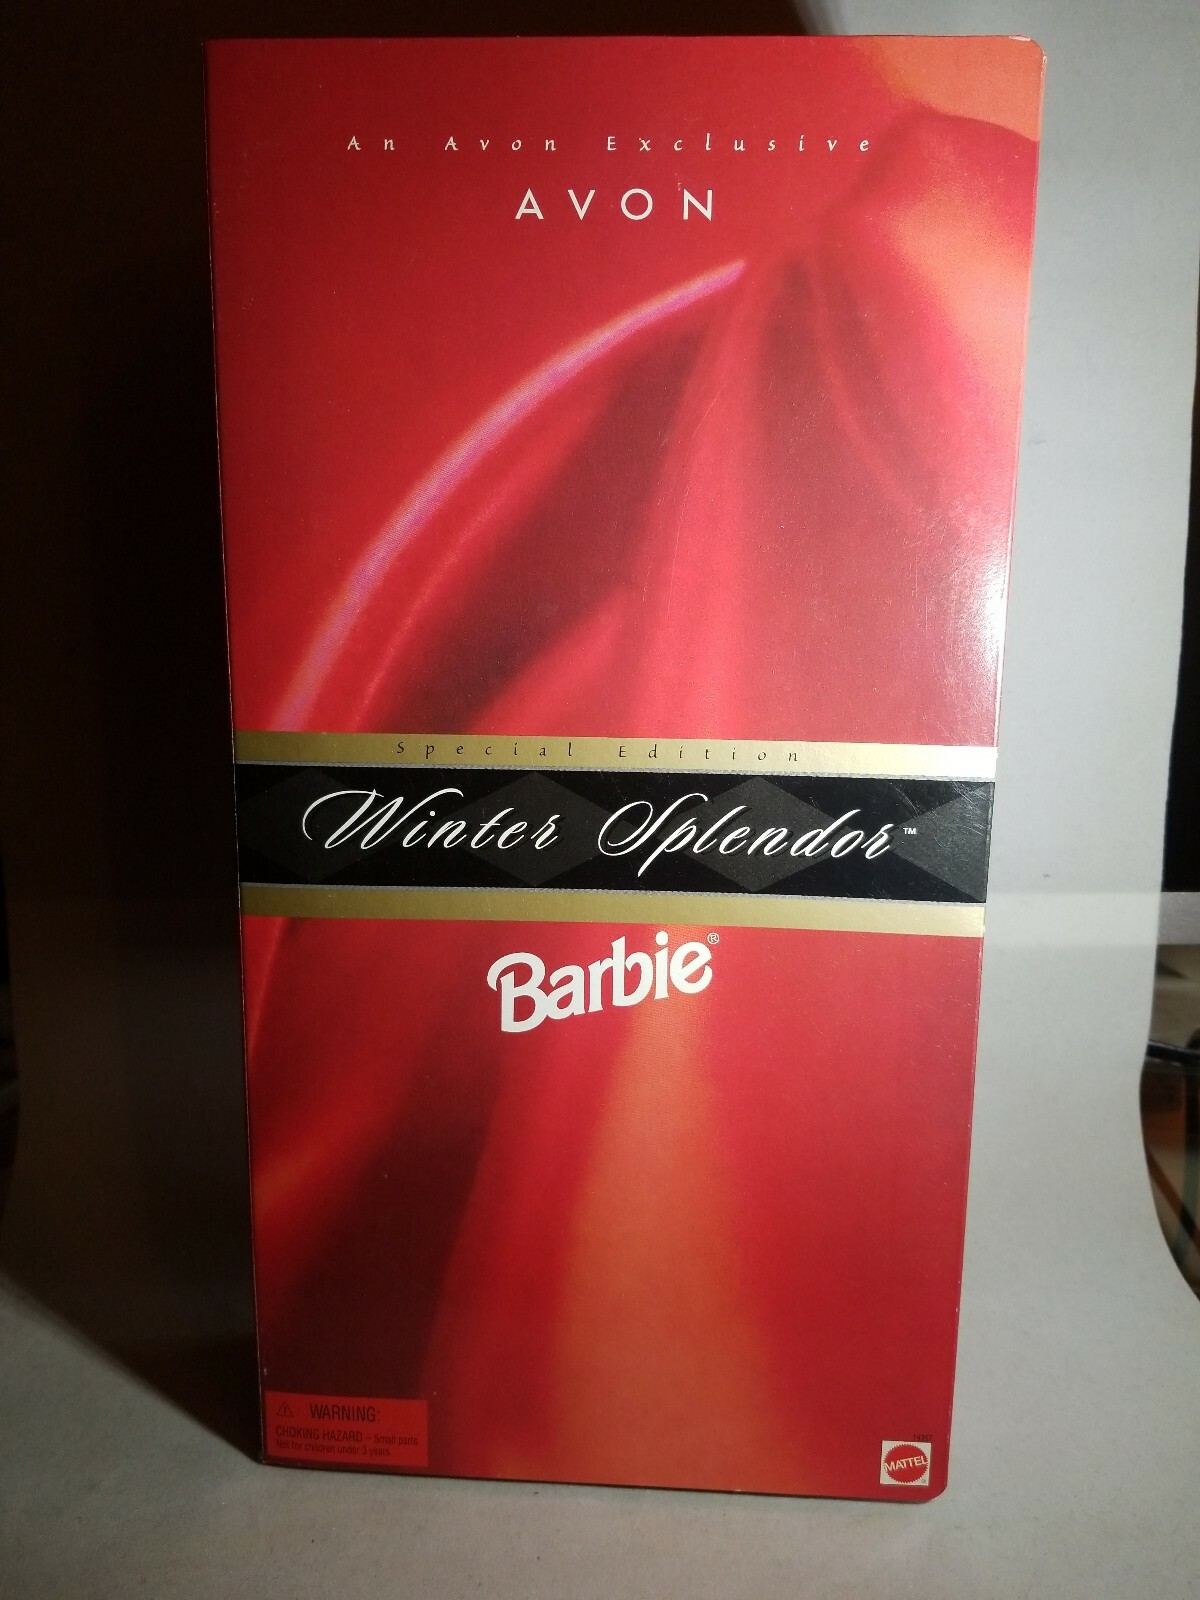 An Avon Exclusive
AVON
Special Edition
Winter Splendor™
Barbie®
⚠ WARNING:
CHOKING HAZARD – Small parts
Not for children under 3 years.
MATTEL